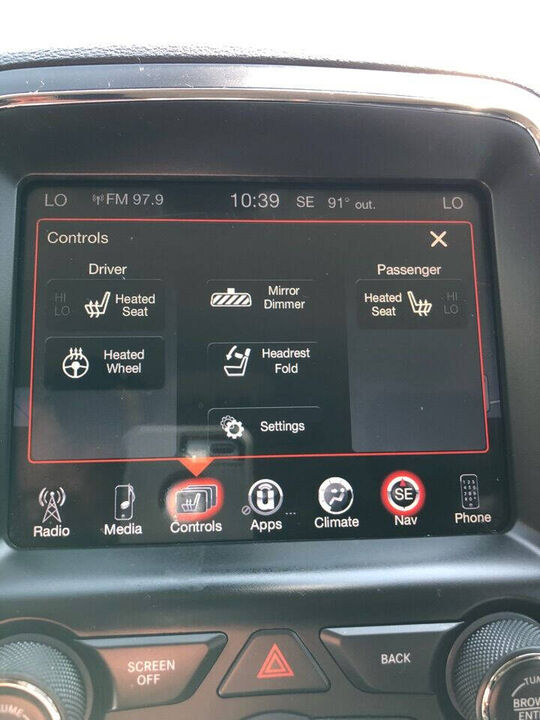 LO FM 97.9 10:39 SE 91° out. LO
Controls
Driver
Passenger
HI
LO
Heated
Seat
Mirror
Dimmer
Heated
Seat
HI
LO
Heated
Wheel
Headrest
Fold
Settings
SE
Radio Media Controls Apps Climate Nav Phone
SCREEN
OFF
BACK
BROW
ENTE